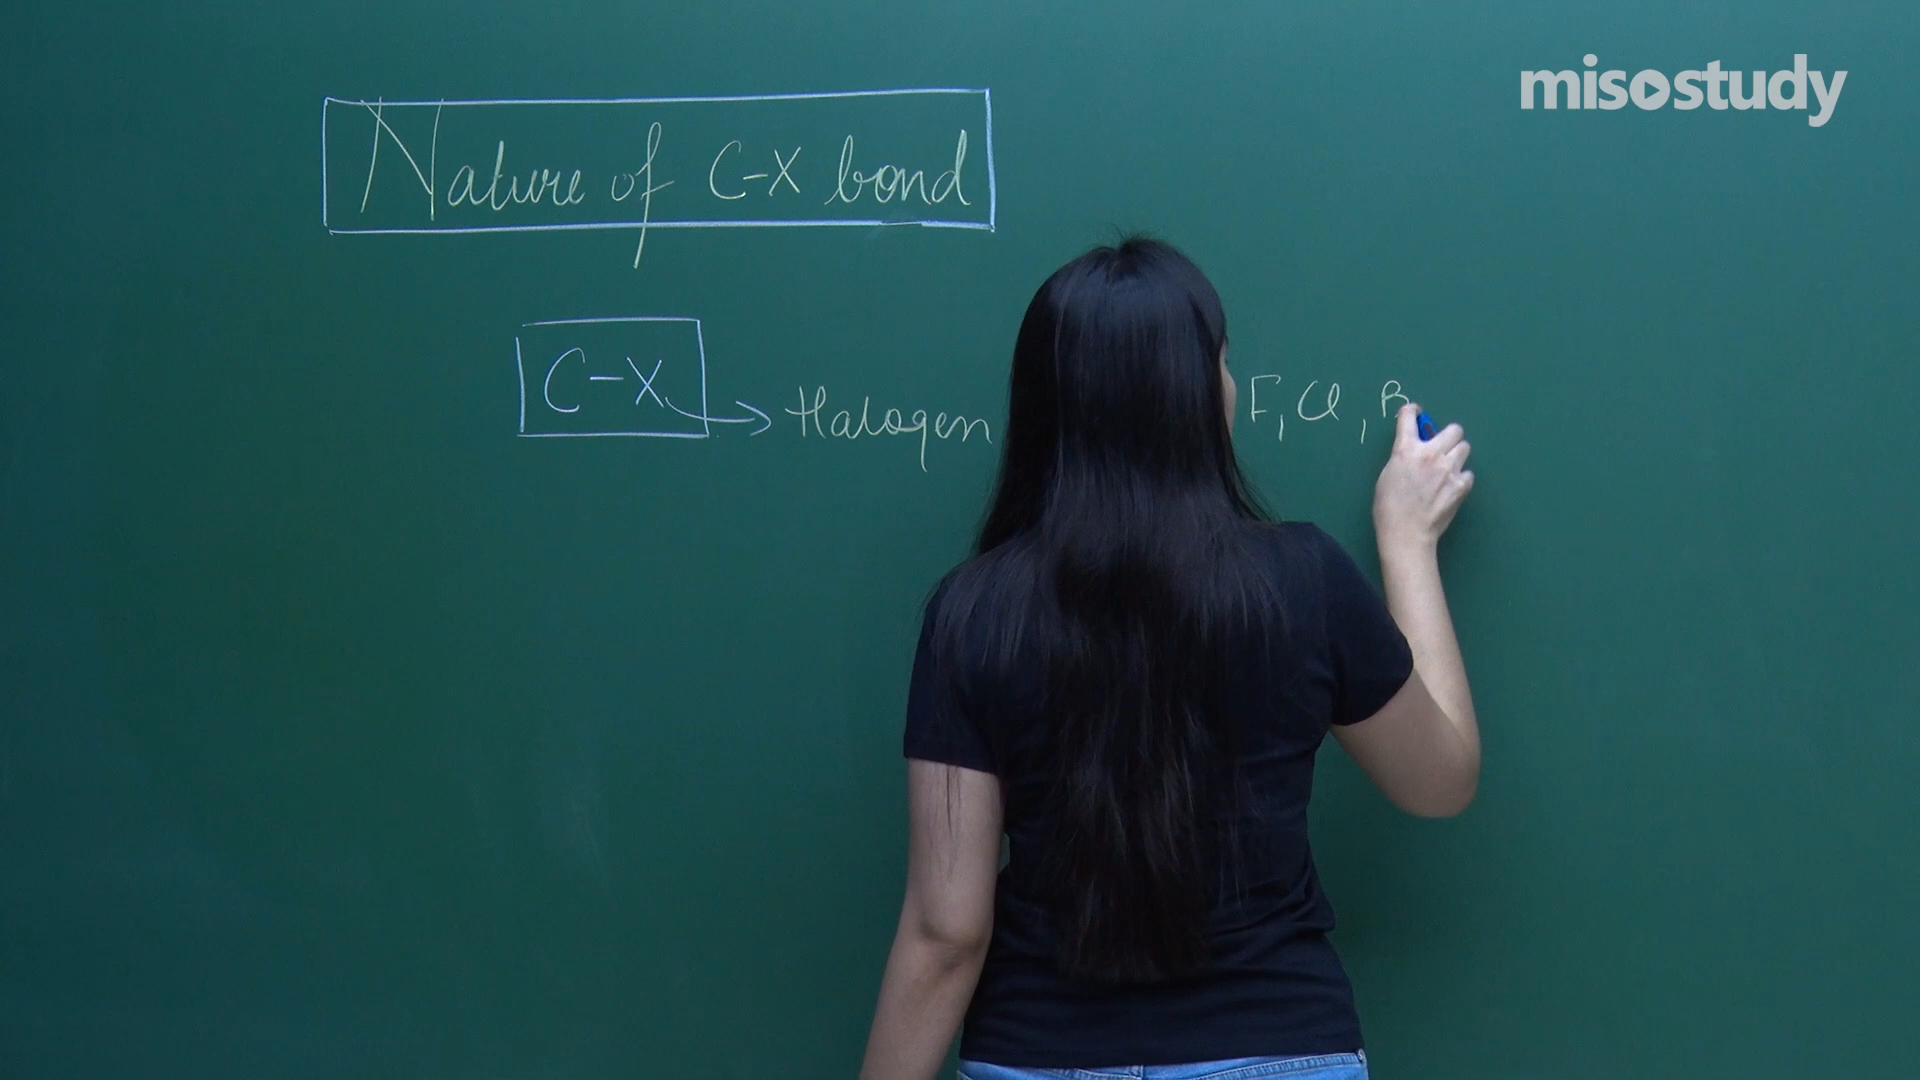 misostudy
Nature of C-X bond
C-X → Halogen F, Cl, B